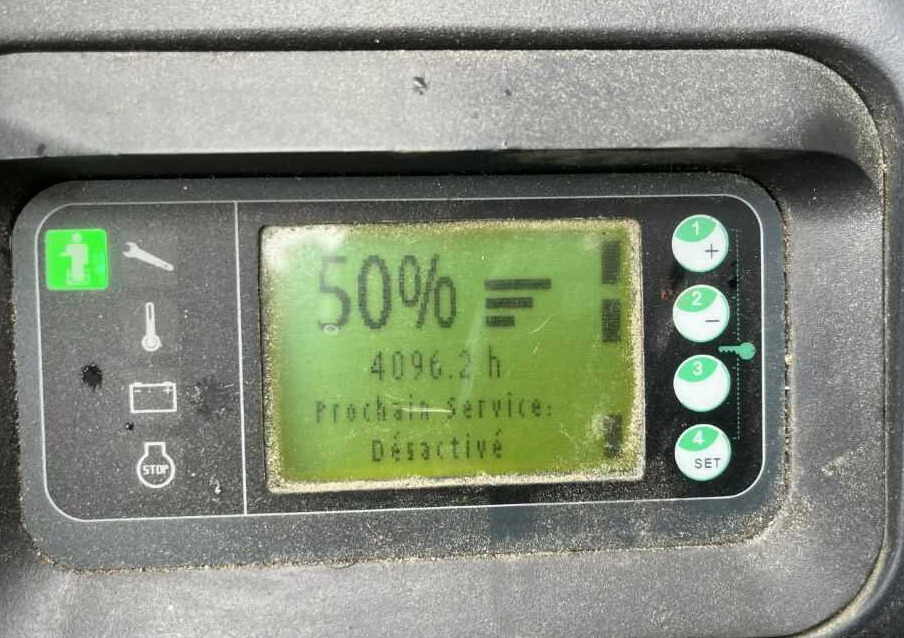 50%
4096.2 h
Prochain Service:
Désactivé
STOP
1
+
2
−
3
4
SET